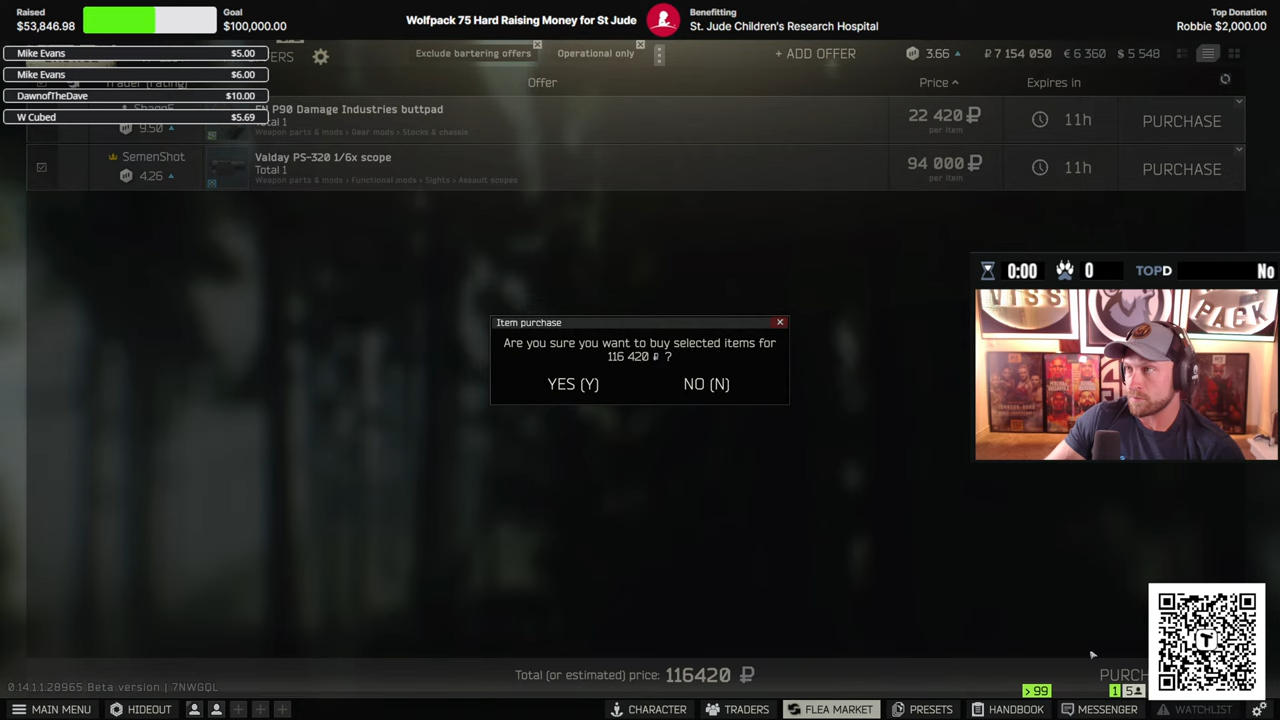 Raised
$53,846.98
Goal
$100,000.00
Wolfpack 75 Hard Raising Money for St Jude
Benefitting
St. Jude Children's Research Hospital
Top Donation
Robbie $2,000.00
Mike Evans $5.00
Mike Evans $6.00
DawnofTheDave $10.00
W Cubed $5.69
Exclude bartering offers
Operational only
+ ADD OFFER
3.66 ₽ 7 154 050 € 6 360 $ 5 548
Offer
Price
Expires in
9.50
FN P90 Damage Industries buttpad
Total 1
Weapon parts & mods > Gear mods > Stocks & chassis
22 420 ₽
per item
11h
PURCHASE
SemenShot
4.26
Valday PS-320 1/6x scope
Total 1
Weapon parts & mods > Functional mods > Sights > Assault scopes
94 000 ₽
per item
11h
PURCHASE
0:00
0
TOPD
No
Item purchase
Are you sure you want to buy selected items for
116 420 ₽ ?
YES (Y)
NO (N)
Total (or estimated) price: 116420 ₽
PURCH
0.14.1.1.28965 Beta version | 7NWGQL
> 99
1 5
MAIN MENU
HIDEOUT
CHARACTER
TRADERS
FLEA MARKET
PRESETS
HANDBOOK
MESSENGER
WATCHLIST